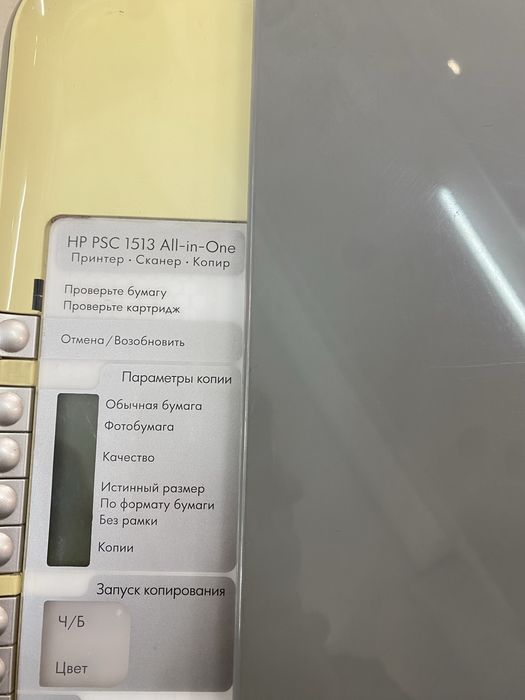 HP PSC 1513 All-in-One
Принтер · Сканер · Копир
Проверьте бумагу
Проверьте картридж
Отмена/Возобновить
Параметры копии
Обычная бумага
Фотобумага
Качество
Истинный размер
По формату бумаги
Без рамки
Копии
Запуск копирования
Ч/Б
Цвет